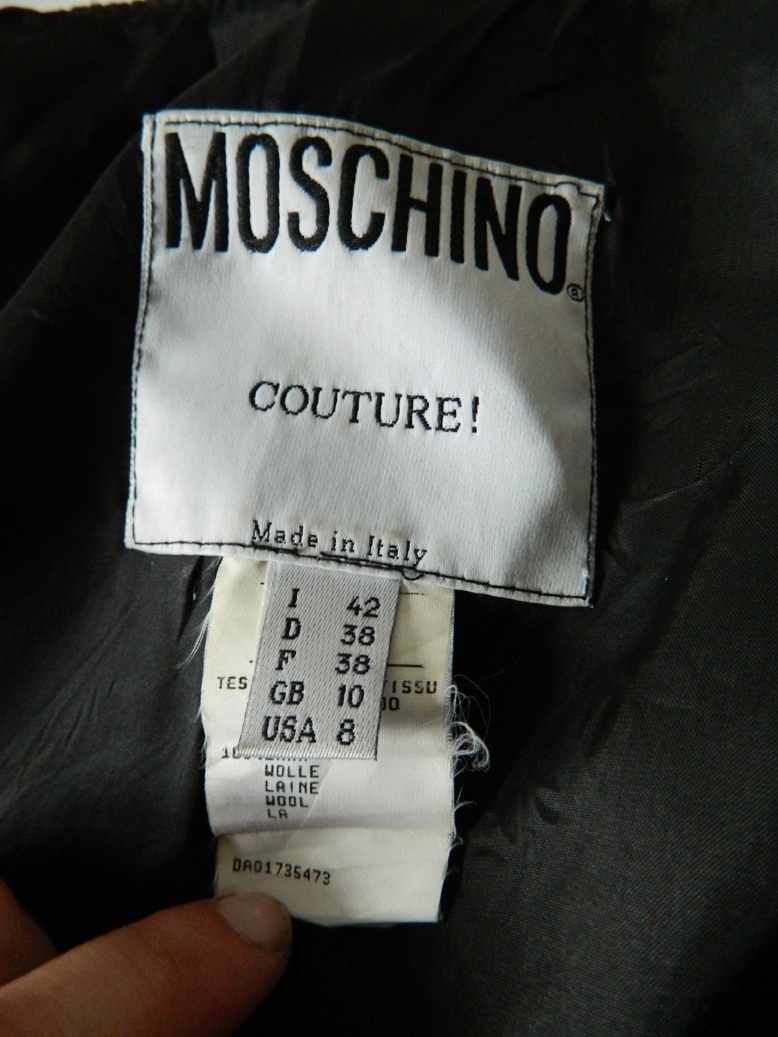 MOSCHINO®
COUTURE!
Made in Italy
I 42
D 38
F 38
GB 10
USA 8
WOLLE
LAINE
WOOL
LA
DA01735473